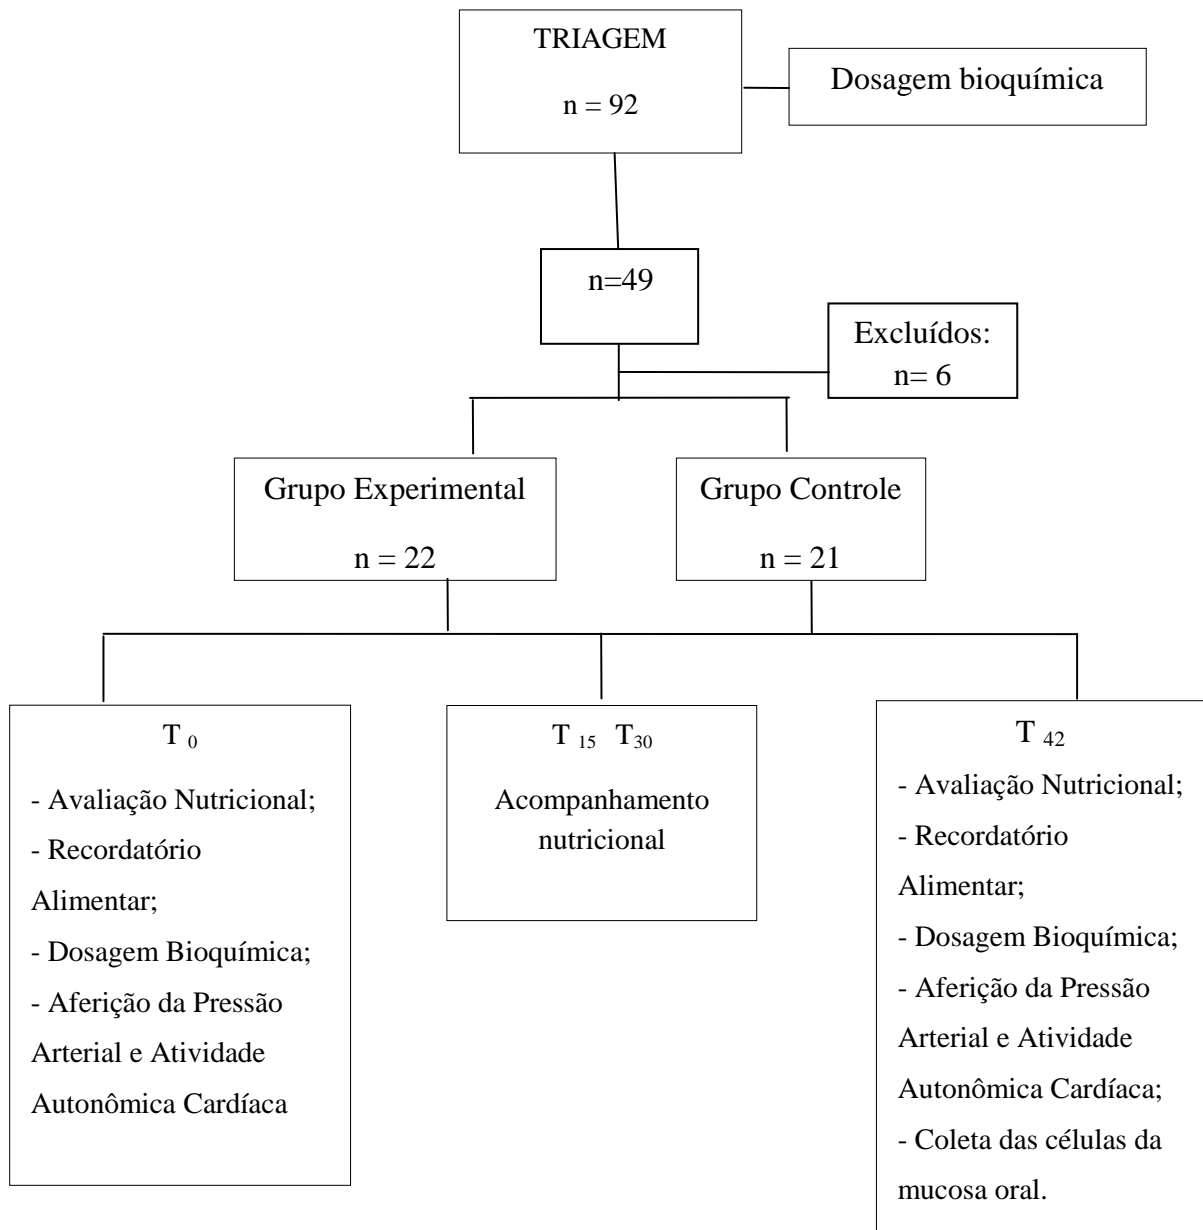 TRIAGEM
n = 92
Dosagem bioquímica
n=49
Excluídos:
n= 6
Grupo Experimental
n = 22
Grupo Controle
n = 21
T 0
- Avaliação Nutricional;
- Recordatório
Alimentar;
- Dosagem Bioquímica;
- Aferição da Pressão
Arterial e Atividade
Autonômica Cardíaca
T 15 T30
Acompanhamento
nutricional
T 42
- Avaliação Nutricional;
- Recordatório
Alimentar;
- Dosagem Bioquímica;
- Aferição da Pressão
Arterial e Atividade
Autonômica Cardíaca;
- Coleta das células da
mucosa oral.